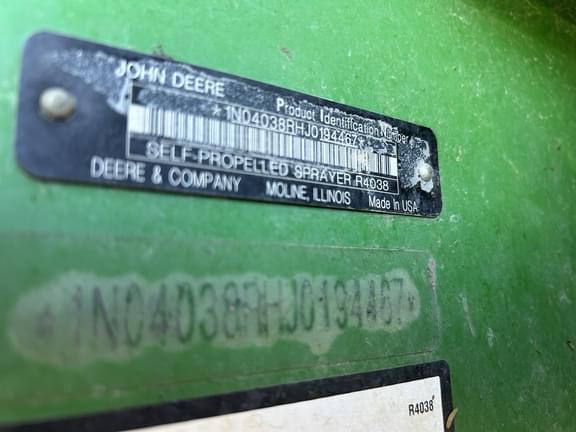 JOHN DEERE
Product Identification Number
*1N04038RHJ0194467*
SELF-PROPELLED SPRAYER R4038
DEERE & COMPANY MOLINE, ILLINOIS Made In USA
*1N04038RHJ0194467*
R4038